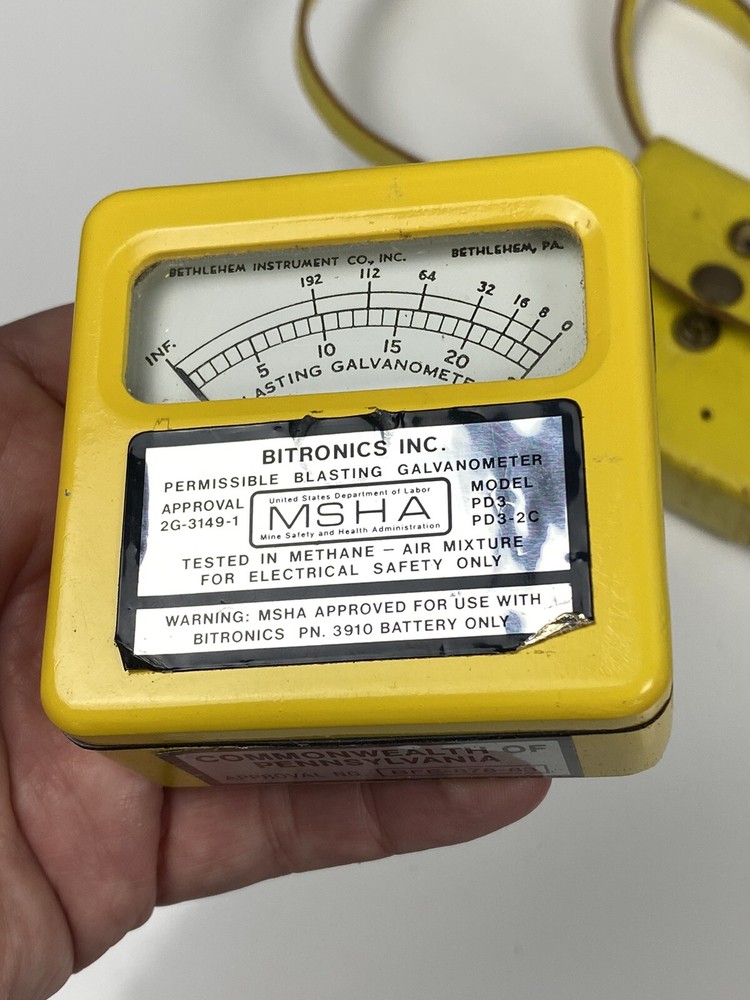 BETHLEHEM INSTRUMENT CO., INC. BETHLEHEM, PA.
INF. 192 112 64 32 16 8 0
5 10 15 20
BLASTING GALVANOMETER
BITRONICS INC.
PERMISSIBLE BLASTING GALVANOMETER
APPROVAL
2G-3149-1
United States Department of Labor
MSHA
Mine Safety and Health Administration
MODEL
PD3
PD3-2C
TESTED IN METHANE – AIR MIXTURE
FOR ELECTRICAL SAFETY ONLY
WARNING: MSHA APPROVED FOR USE WITH
BITRONICS PN. 3910 BATTERY ONLY
COMMONWEALTH OF
PENNSYLVANIA
APPROVAL NO.